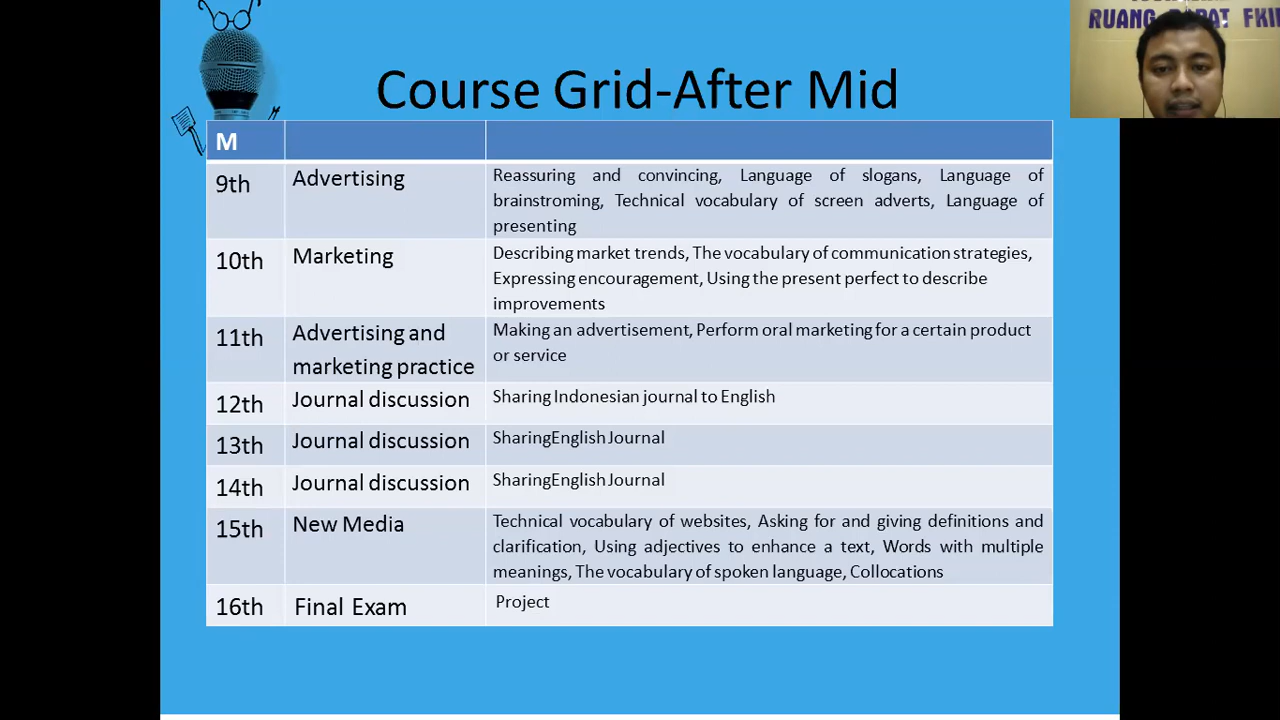 RUANG RAPAT FKIP
Course Grid-After Mid
M
9th
Advertising
Reassuring and convincing, Language of slogans, Language of
brainstroming, Technical vocabulary of screen adverts, Language of
presenting
10th
Marketing
Describing market trends, The vocabulary of communication strategies,
Expressing encouragement, Using the present perfect to describe
improvements
11th
Advertising and
marketing practice
Making an advertisement, Perform oral marketing for a certain product
or service
12th
Journal discussion
Sharing Indonesian journal to English
13th
Journal discussion
SharingEnglish Journal
14th
Journal discussion
SharingEnglish Journal
15th
New Media
Technical vocabulary of websites, Asking for and giving definitions and
clarification, Using adjectives to enhance a text, Words with multiple
meanings, The vocabulary of spoken language, Collocations
16th
Final Exam
Project